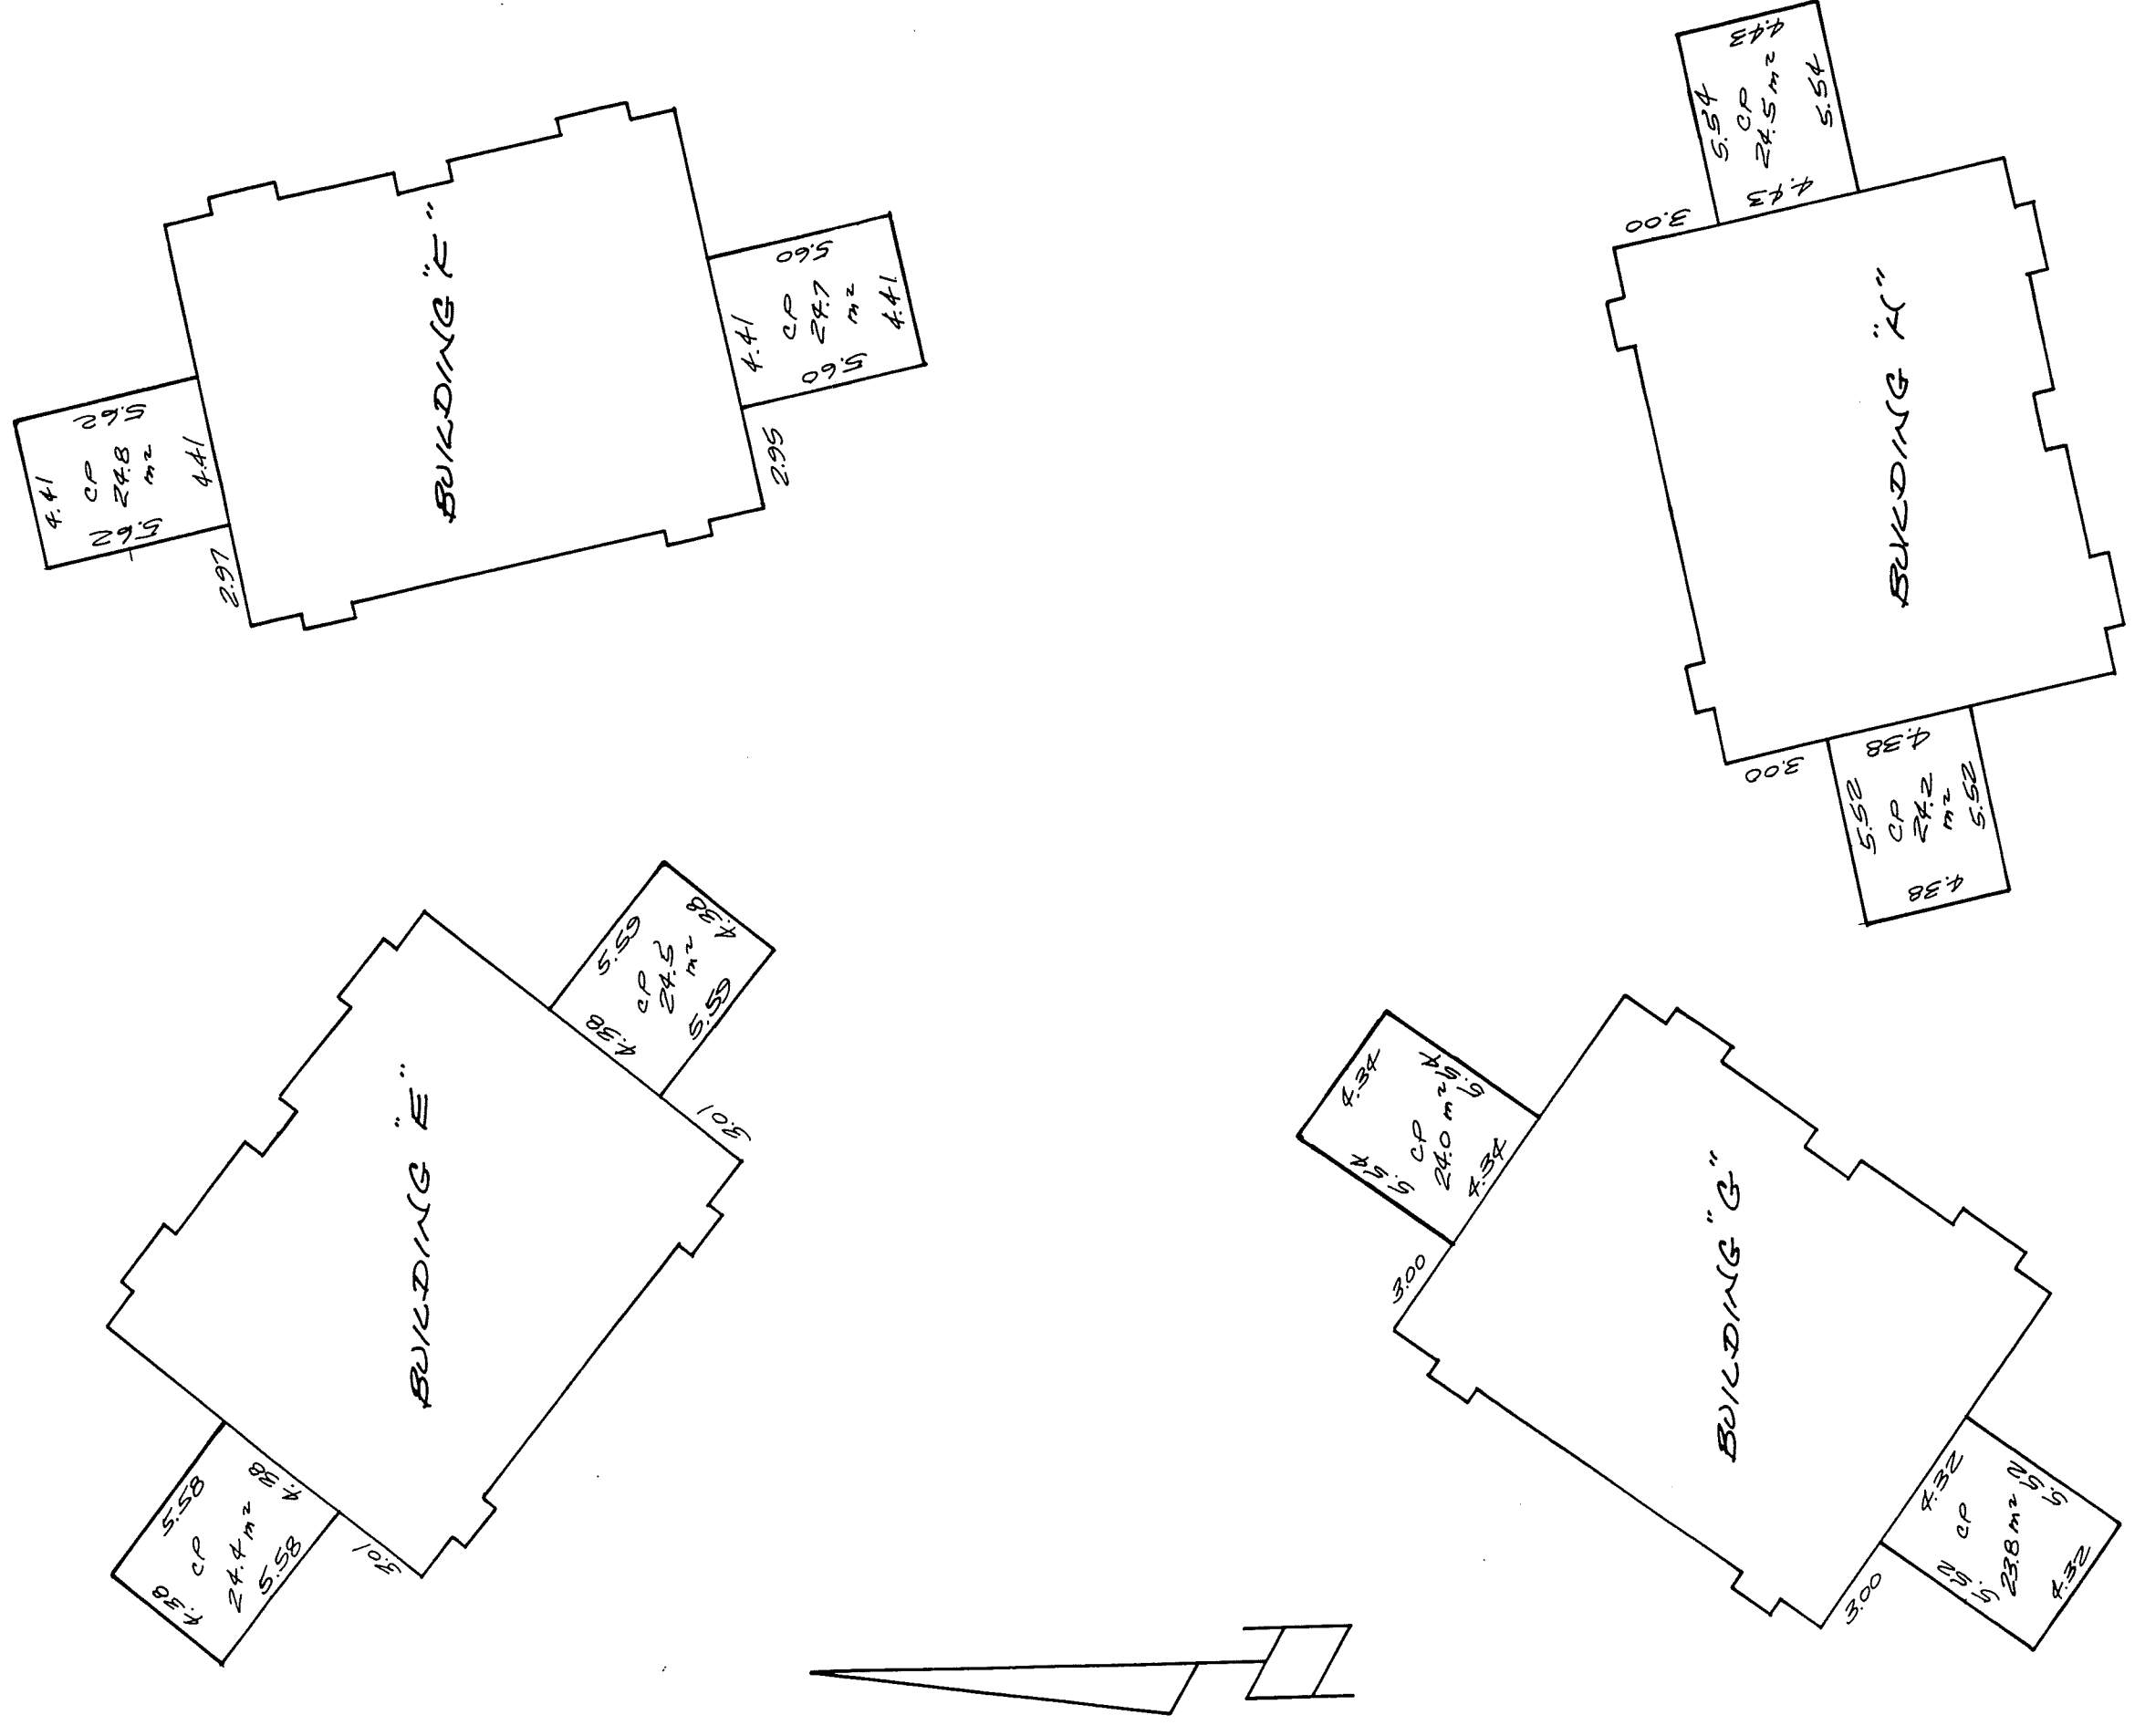 BUILDING "F"
5.62
4.41
CP
24.8
m²
4.41
5.62
2.97
5.60
4.41
CP
24.7
m²
4.41
5.60
2.95
BUILDING "H"
4.43
5.54
CP
24.5 m²
5.54
4.43
3.00
3.00
4.38
5.52
CP
24.2
m²
5.52
4.38
BUILDING "E"
5.59
4.38
CP
24.5
m²
4.38
5.59
3.01
5.58
4.38
CP
24.4 m²
4.38
5.58
3.01
BUILDING "G"
4.34
5.54
CP
24.0 m²
5.54
4.34
3.00
4.32
5.52
CP
23.8 m²
5.52
4.32
3.00
N